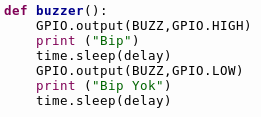 def buzzer():
    GPIO.output(BUZZ,GPIO.HIGH)
    print ("Bip")
    time.sleep(delay)
    GPIO.output(BUZZ,GPIO.LOW)
    print ("Bip Yok")
    time.sleep(delay)